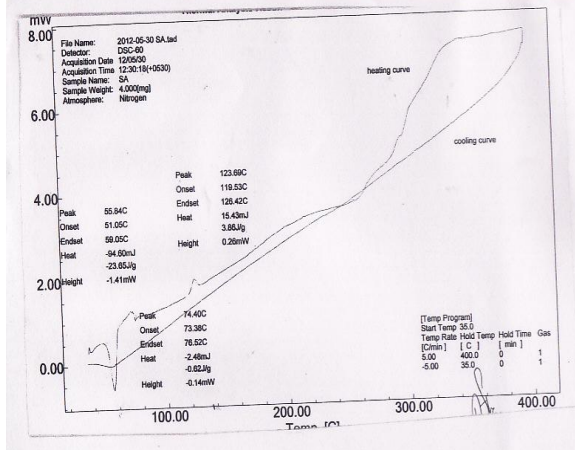 mW
8.00
File Name: 2012-05-30 SA.tad
Detector: DSC-60
Acquisition Date 12/05/30
Acquisition Time 12:30:18(+0530)
Sample Name: SA
Sample Weight: 4.000[mg]
Atmosphere: Nitrogen
heating curve
cooling curve
6.00
4.00
2.00
0.00
Peak 123.69C
Onset 119.53C
Endset 126.42C
Heat 15.43mJ
3.86J/g
Height 0.26mW
Peak 55.84C
Onset 51.05C
Endset 59.05C
Heat -94.60mJ
-23.65J/g
Height -1.41mW
Peak 74.40C
Onset 73.38C
Endset 76.52C
Heat -2.48mJ
-0.62J/g
Height -0.14mW
[Temp Program]
Start Temp 35.0
Temp Rate Hold Temp Hold Time Gas
[C/min] [ C ] [ min ]
5.00 400.0 0 1
-5.00 35.0 0 1
100.00 200.00 300.00 400.00
Temp [C]